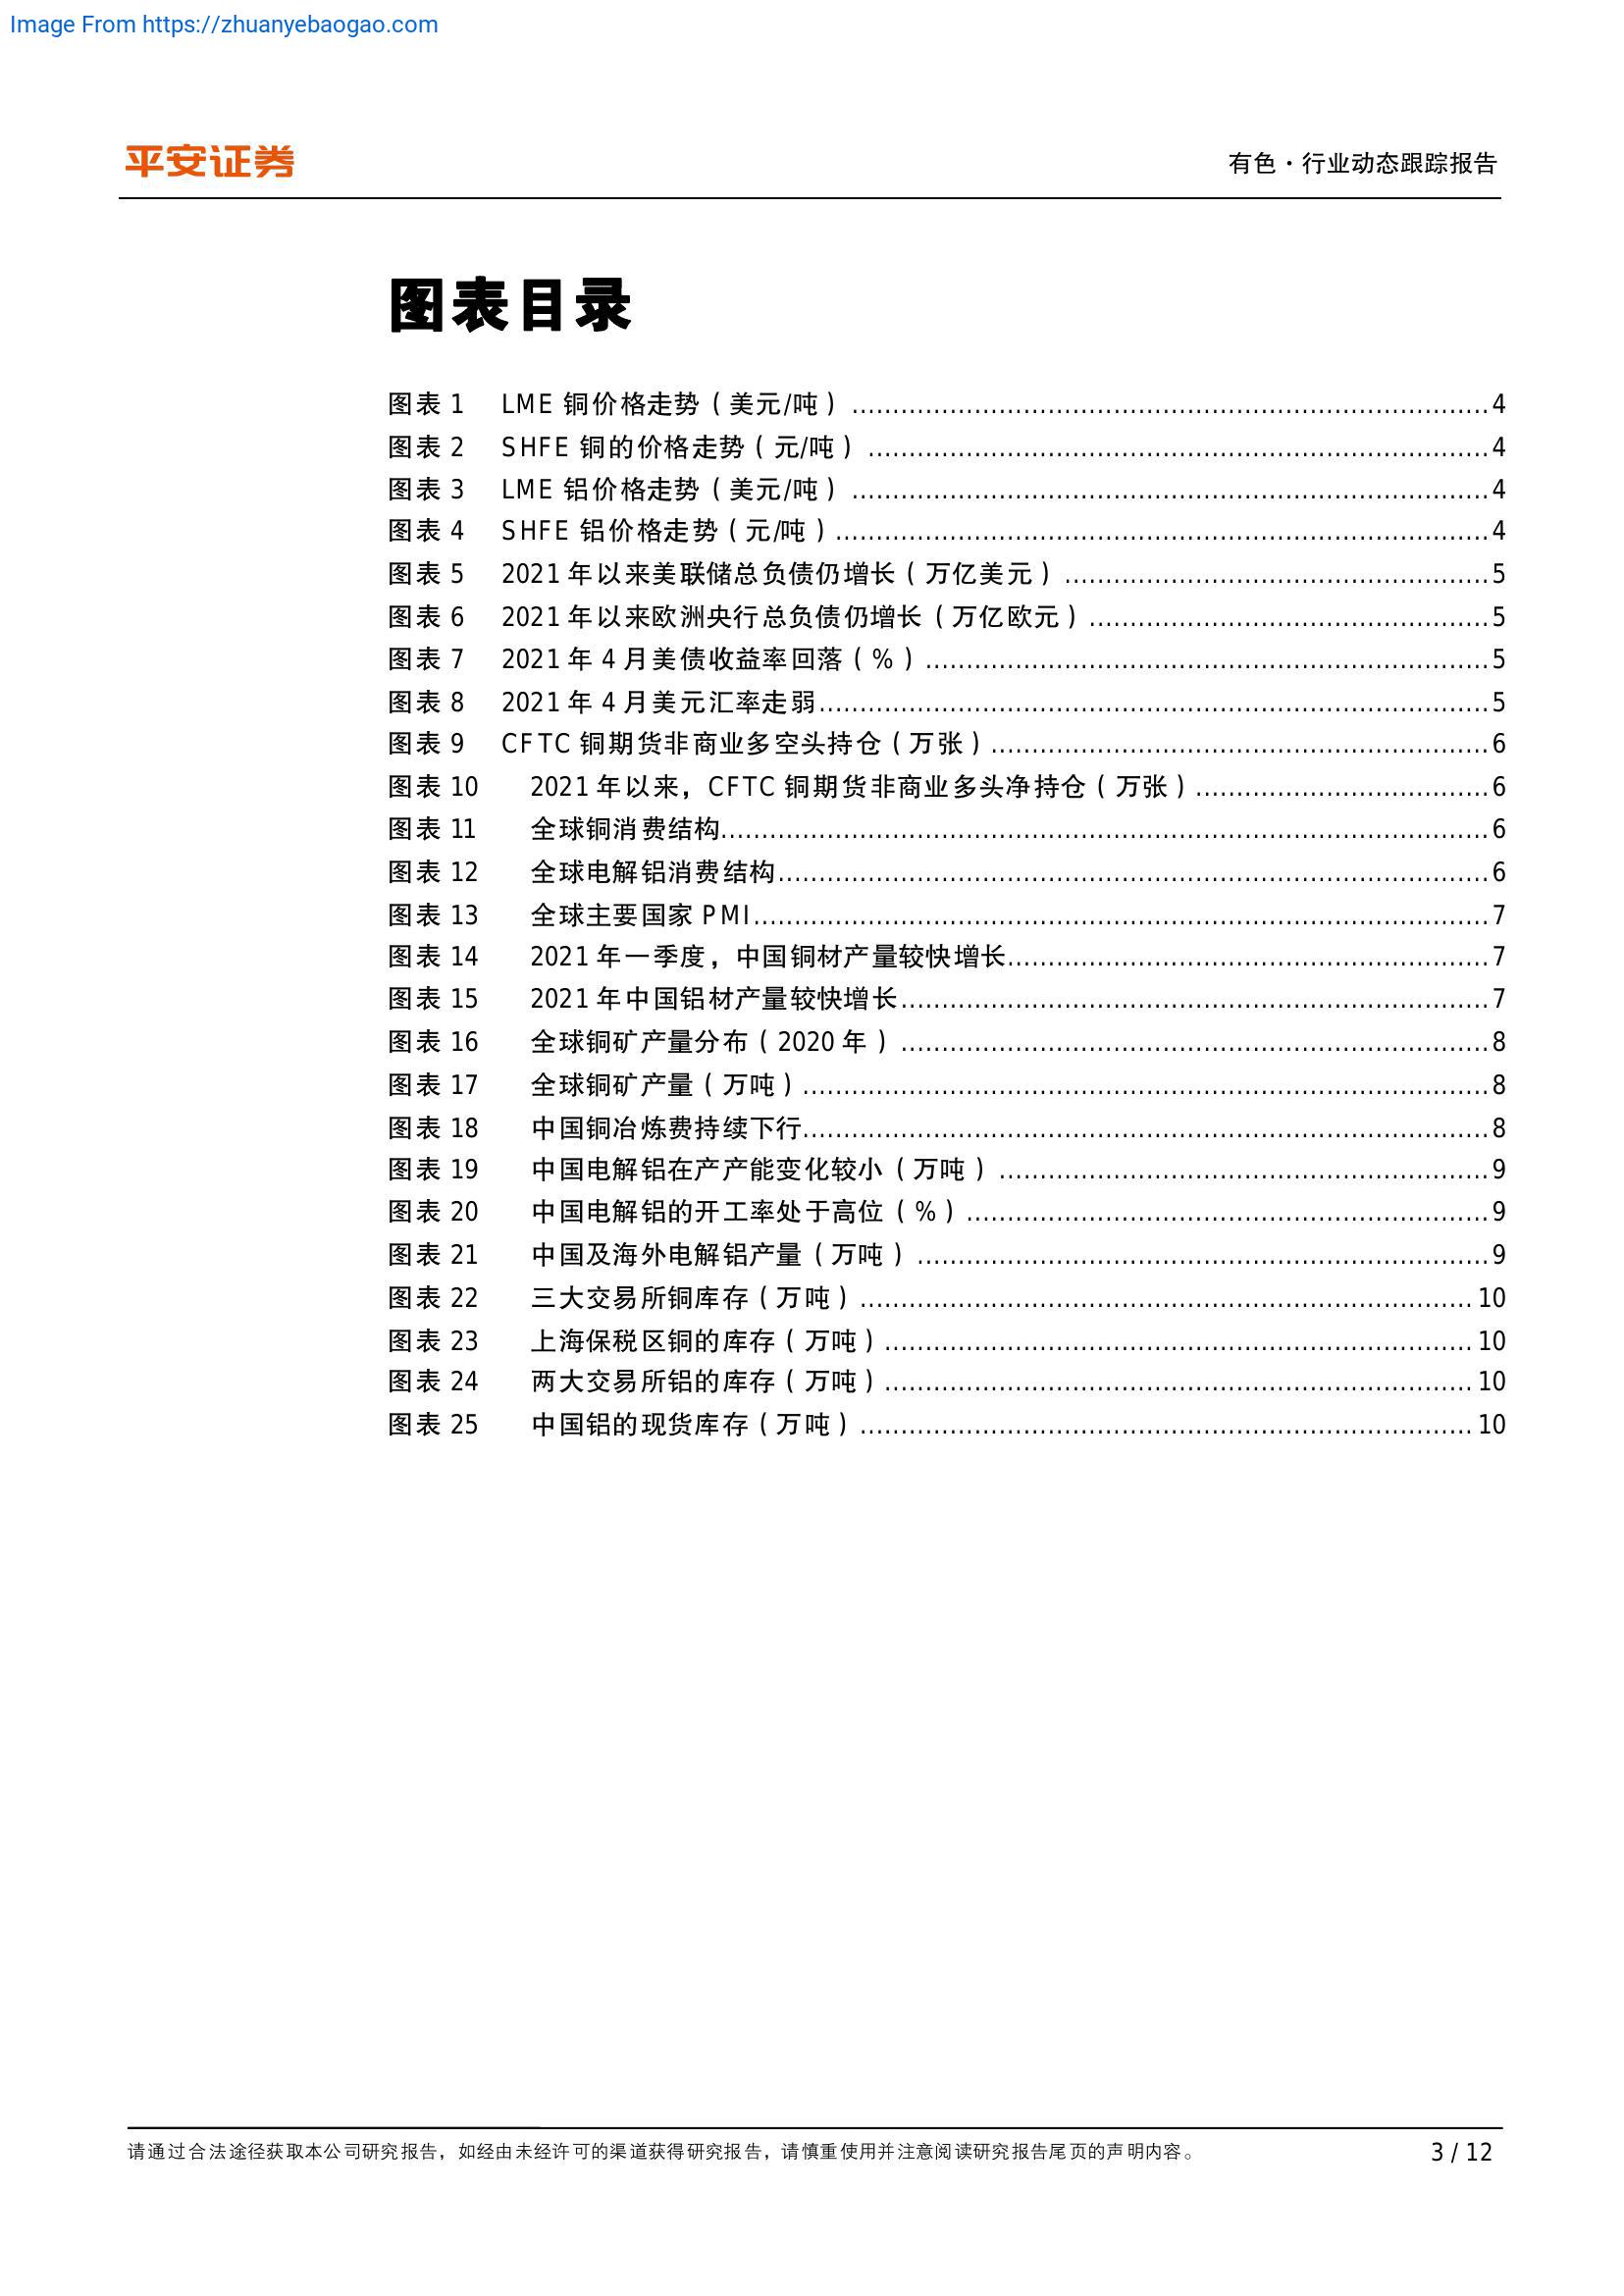 Image From https://zhuanyebaogao.com
平安证券
有色·行业动态跟踪报告
图表目录
图表 1 LME 铜价格走势（美元/吨）........4
图表 2 SHFE 铜的价格走势（元/吨）........4
图表 3 LME 铝价格走势（美元/吨）........4
图表 4 SHFE 铝价格走势（元/吨）........4
图表 5 2021 年以来美联储总负债仍增长（万亿美元）........5
图表 6 2021 年以来欧洲央行总负债仍增长（万亿欧元）........5
图表 7 2021 年 4 月美债收益率回落（%）........5
图表 8 2021 年 4 月美元汇率走弱........5
图表 9 CFTC 铜期货非商业多空头持仓（万张）........6
图表 10 2021 年以来，CFTC 铜期货非商业多头净持仓（万张）........6
图表 11 全球铜消费结构........6
图表 12 全球电解铝消费结构........6
图表 13 全球主要国家 PMI........7
图表 14 2021 年一季度，中国铜材产量较快增长........7
图表 15 2021 年中国铝材产量较快增长........7
图表 16 全球铜矿产量分布（2020 年）........8
图表 17 全球铜矿产量（万吨）........8
图表 18 中国铜冶炼费持续下行........8
图表 19 中国电解铝在产产能变化较小（万吨）........9
图表 20 中国电解铝的开工率处于高位（%）........9
图表 21 中国及海外电解铝产量（万吨）........9
图表 22 三大交易所铜库存（万吨）........10
图表 23 上海保税区铜的库存（万吨）........10
图表 24 两大交易所铝的库存（万吨）........10
图表 25 中国铝的现货库存（万吨）........10
请通过合法途径获取本公司研究报告，如经由未经许可的渠道获得研究报告，请慎重使用并注意阅读研究报告尾页的声明内容。
3 / 12